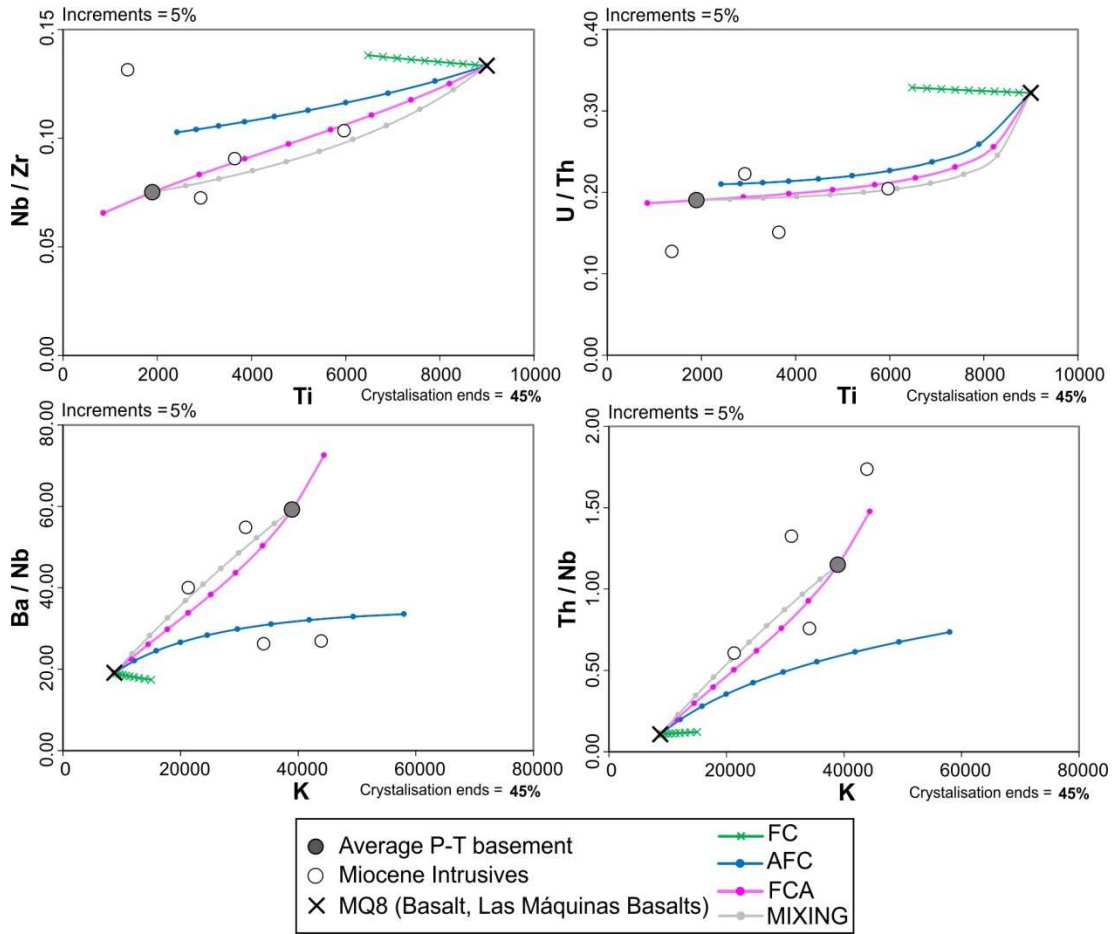 Increments = 5%
0.15
0.10
0.05
0.00
Nb / Zr
0 2000 4000 6000 8000 10000
Ti
Crystalisation ends = 45%
Increments = 5%
0.40
0.30
0.20
0.10
0.00
U / Th
0 2000 4000 6000 8000 10000
Ti
Crystalisation ends = 45%
Increments = 5%
80.00
60.00
40.00
20.00
0.00
Ba / Nb
0 20000 40000 60000 80000
K
Crystalisation ends = 45%
Increments = 5%
2.00
1.50
1.00
0.50
0.00
Th / Nb
0 20000 40000 60000 80000
K
Crystalisation ends = 45%
Average P-T basement
Miocene Intrusives
MQ8 (Basalt, Las Máquinas Basalts)
FC
AFC
FCA
MIXING